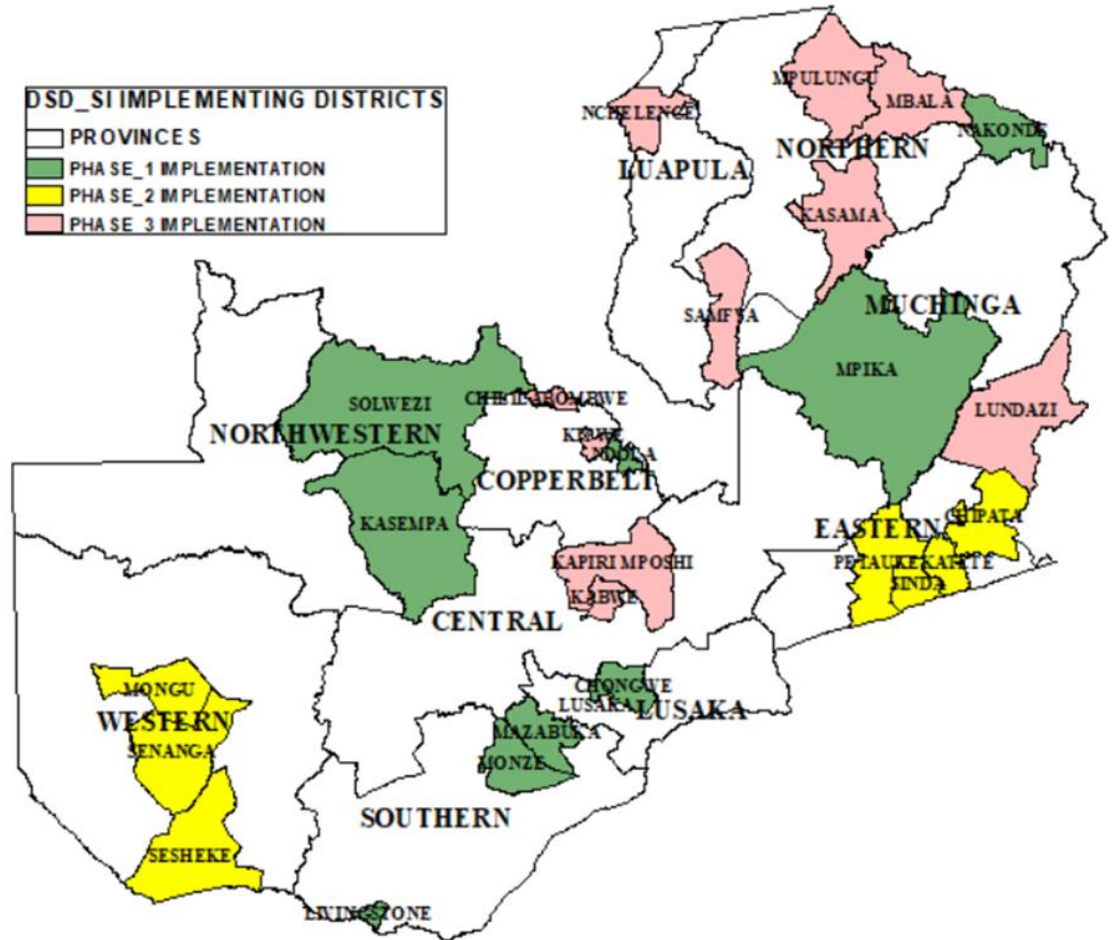 DSD_SI IMPLEMENTING DISTRICTS
PROVINCES
PHASE_1 IMPLEMENTATION
PHASE_2 IMPLEMENTATION
PHASE_3 IMPLEMENTATION
MPULUNGU
MBALA
NCHELENGE
NAKONDE
NORTHERN
LUAPULA
KASAMA
MUCHINGA
SAMFYA
MPIKA
LUNDAZI
CHILILABOMBWE
SOLWEZI
NORTHWESTERN
KITWE
NDOLA
COPPERBELT
KASEMPA
EASTERN
CHIPATA
KAPIRI MPOSHI
PETAUKE
KATETE
SINDA
KABWE
CENTRAL
CHONGWE
LUSAKA
LUSAKA
MONGU
WESTERN
SENANGA
MAZABUKA
MONZE
SOUTHERN
SESHEKE
LIVINGSTONE